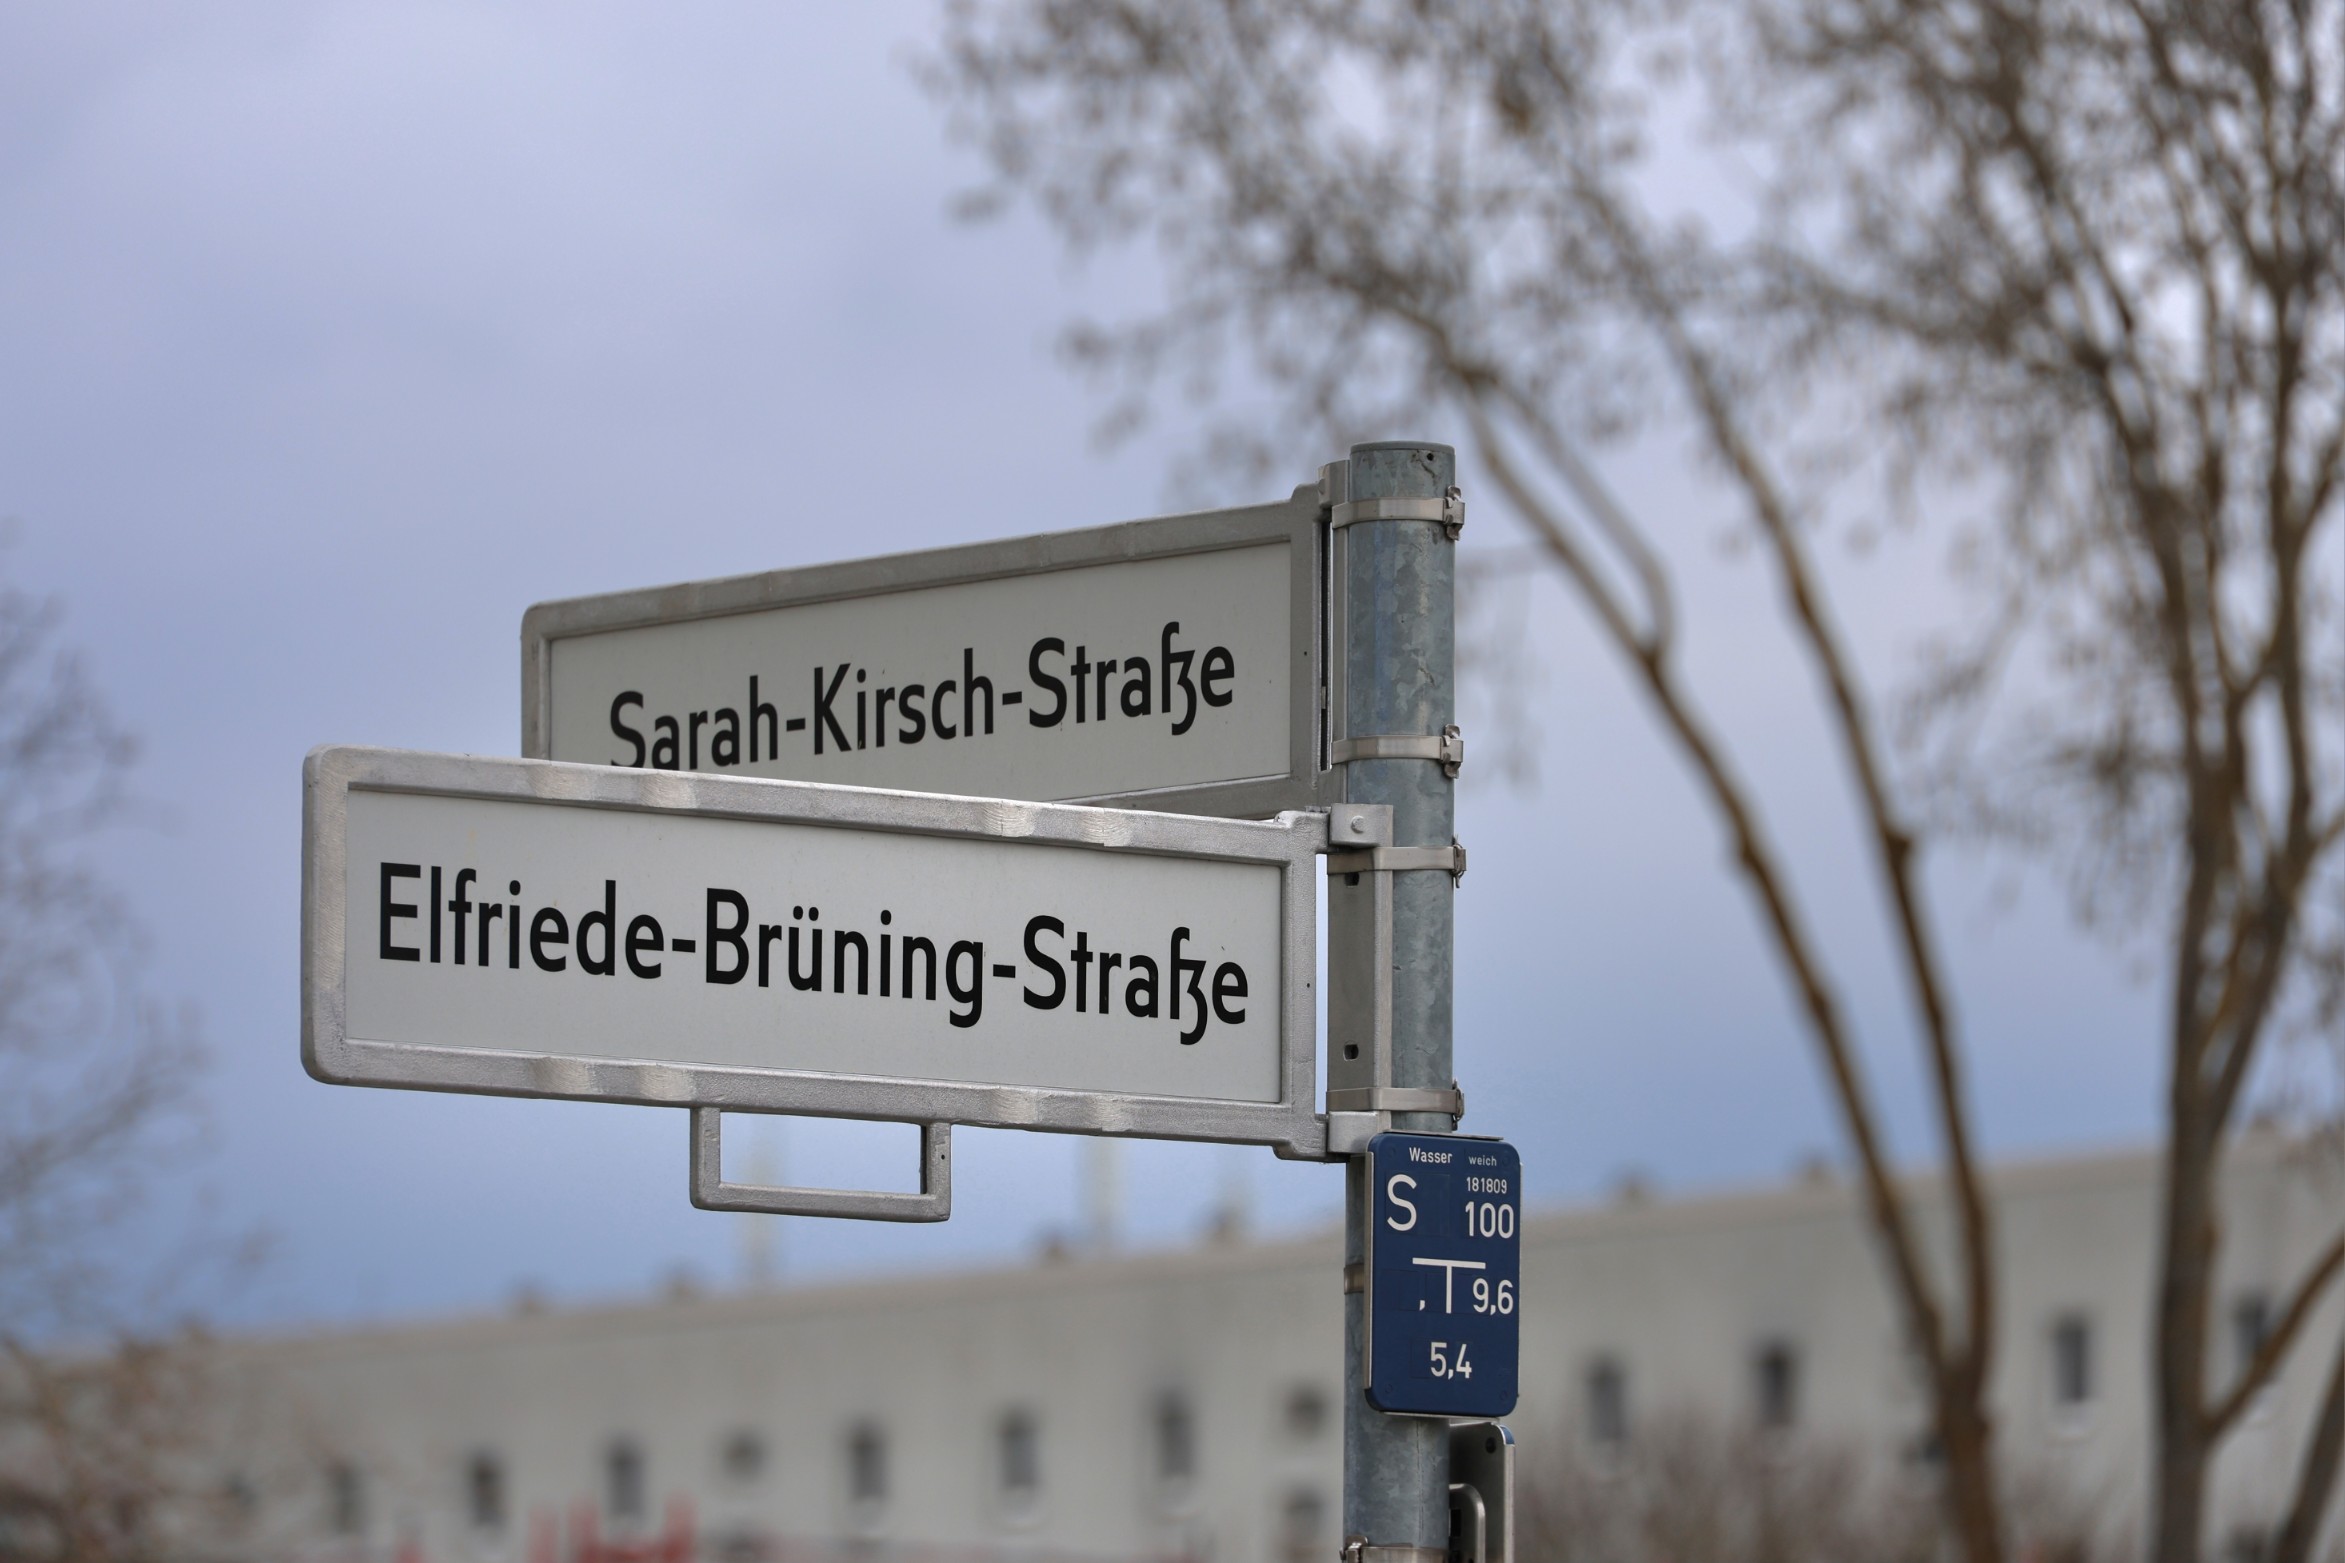 Sarah-Kirsch-Straße
Elfriede-Brüning-Straße
Wasser weich
181809
S 100
, T 9,6
5,4